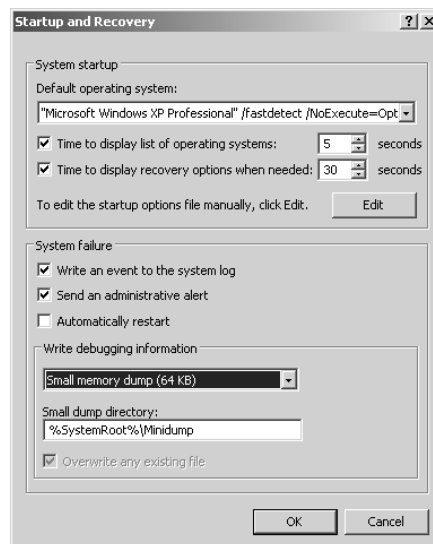 Startup and Recovery
System startup
Default operating system:
"Microsoft Windows XP Professional" /fastdetect /NoExecute=Opt
Time to display list of operating systems: 5 seconds
Time to display recovery options when needed: 30 seconds
To edit the startup options file manually, click Edit. Edit
System failure
Write an event to the system log
Send an administrative alert
Automatically restart
Write debugging information
Small memory dump (64 KB)
Small dump directory:
%SystemRoot%\Minidump
Overwrite any existing file
OK Cancel